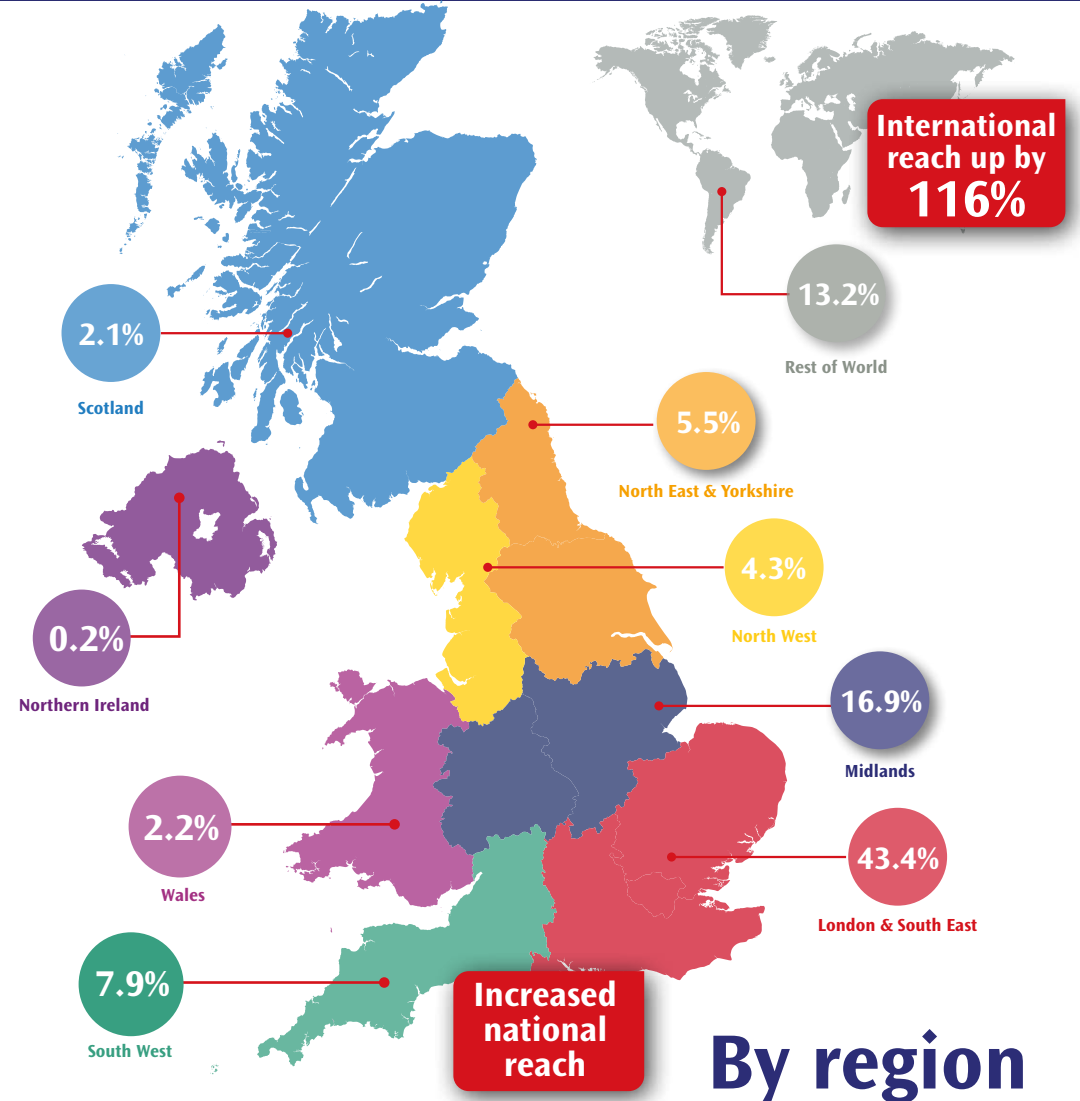 International
reach up by
116%
13.2%
Rest of World
2.1%
Scotland
5.5%
North East & Yorkshire
4.3%
North West
0.2%
Northern Ireland
16.9%
Midlands
2.2%
Wales
43.4%
London & South East
7.9%
South West
Increased
national
reach
By region